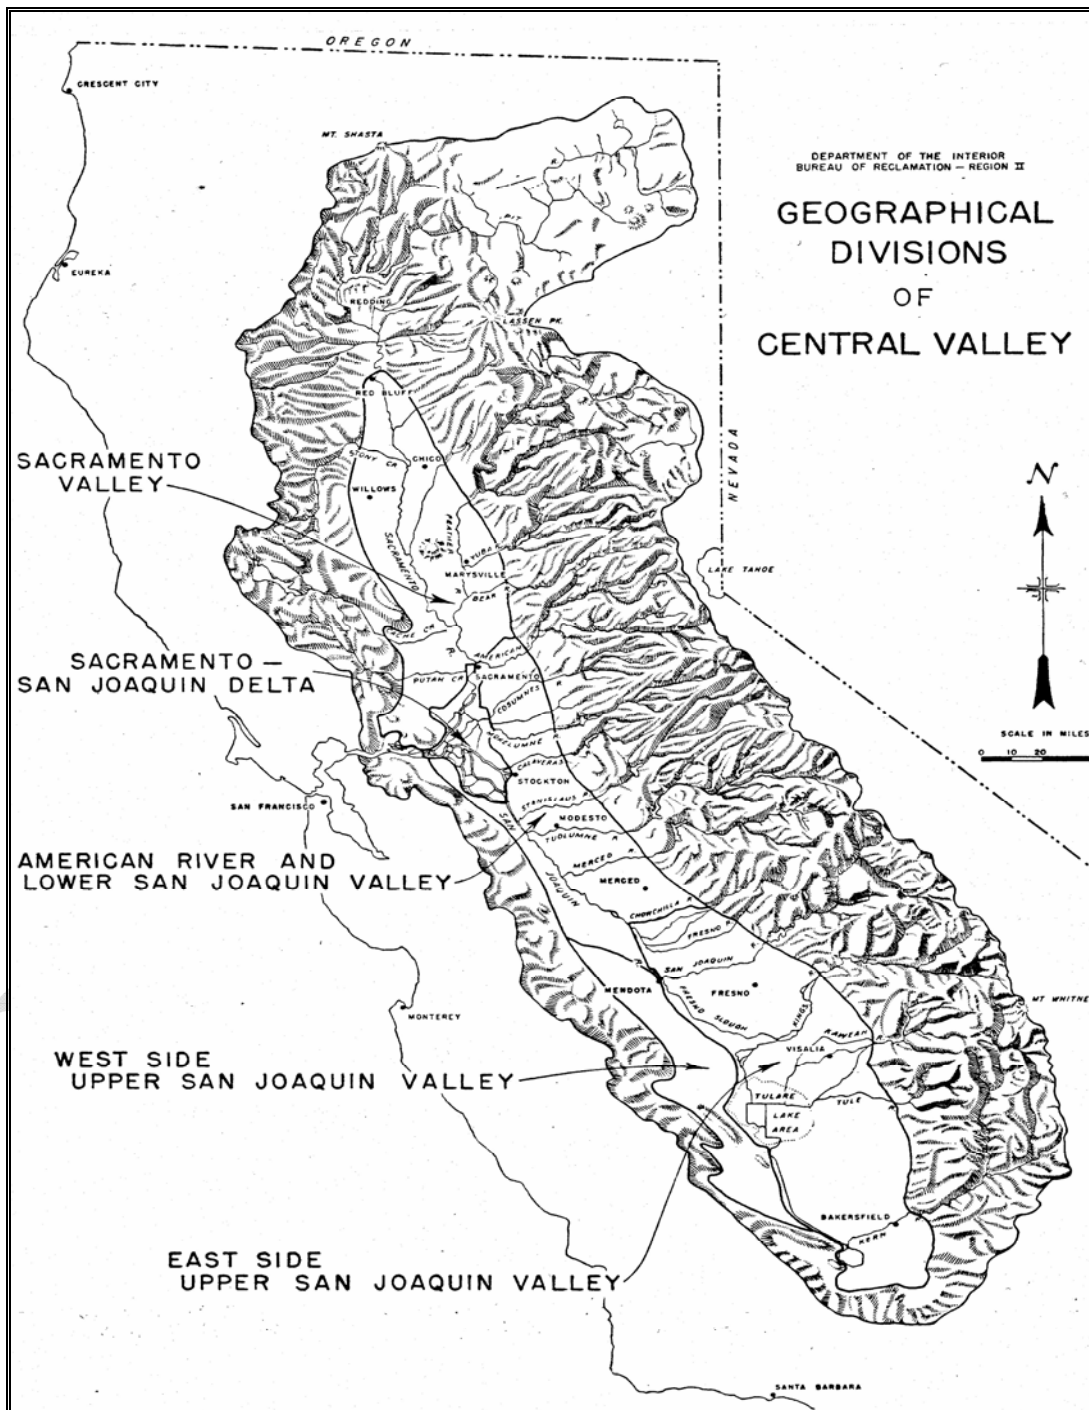 OREGON
CRESCENT CITY
MT. SHASTA
DEPARTMENT OF THE INTERIOR
BUREAU OF RECLAMATION — REGION II
GEOGRAPHICAL
DIVISIONS
OF
CENTRAL VALLEY
R.
PIT
EUREKA
REDDING
LASSEN PK.
RED BLUFF
NEVADA
SACRAMENTO
VALLEY
STONY CR
CHICO
WILLOWS
N
FEATHER
SACRAMENTO
YUBA
MARYSVILLE
LAKE TAHOE
R.
BEAR
R.
CACHE CR.
AMERICAN
R.
SACRAMENTO —
SAN JOAQUIN DELTA
PUTAH CR
SACRAMENTO
COSUMNES R.
MOKELUMNE
SCALE IN MILES
0 10 20
CALAVERAS
STOCKTON
SAN FRANCISCO
STANISLAUS R.
SAN
MODESTO
TUOLUMNE R.
AMERICAN RIVER AND
LOWER SAN JOAQUIN VALLEY
MERCED R.
JOAQUIN
MERCED
CHOWCHILLA R.
FRESNO R.
SAN JOAQUIN R.
R.
MENDOTA
FRESNO
FRESNO SLOUGH
KINGS R.
MT WHITNEY
MONTEREY
KAWEAH R.
VISALIA
WEST SIDE
UPPER SAN JOAQUIN VALLEY
TULARE
LAKE
AREA
TULE R.
BAKERSFIELD
KERN R.
EAST SIDE
UPPER SAN JOAQUIN VALLEY
SANTA BARBARA